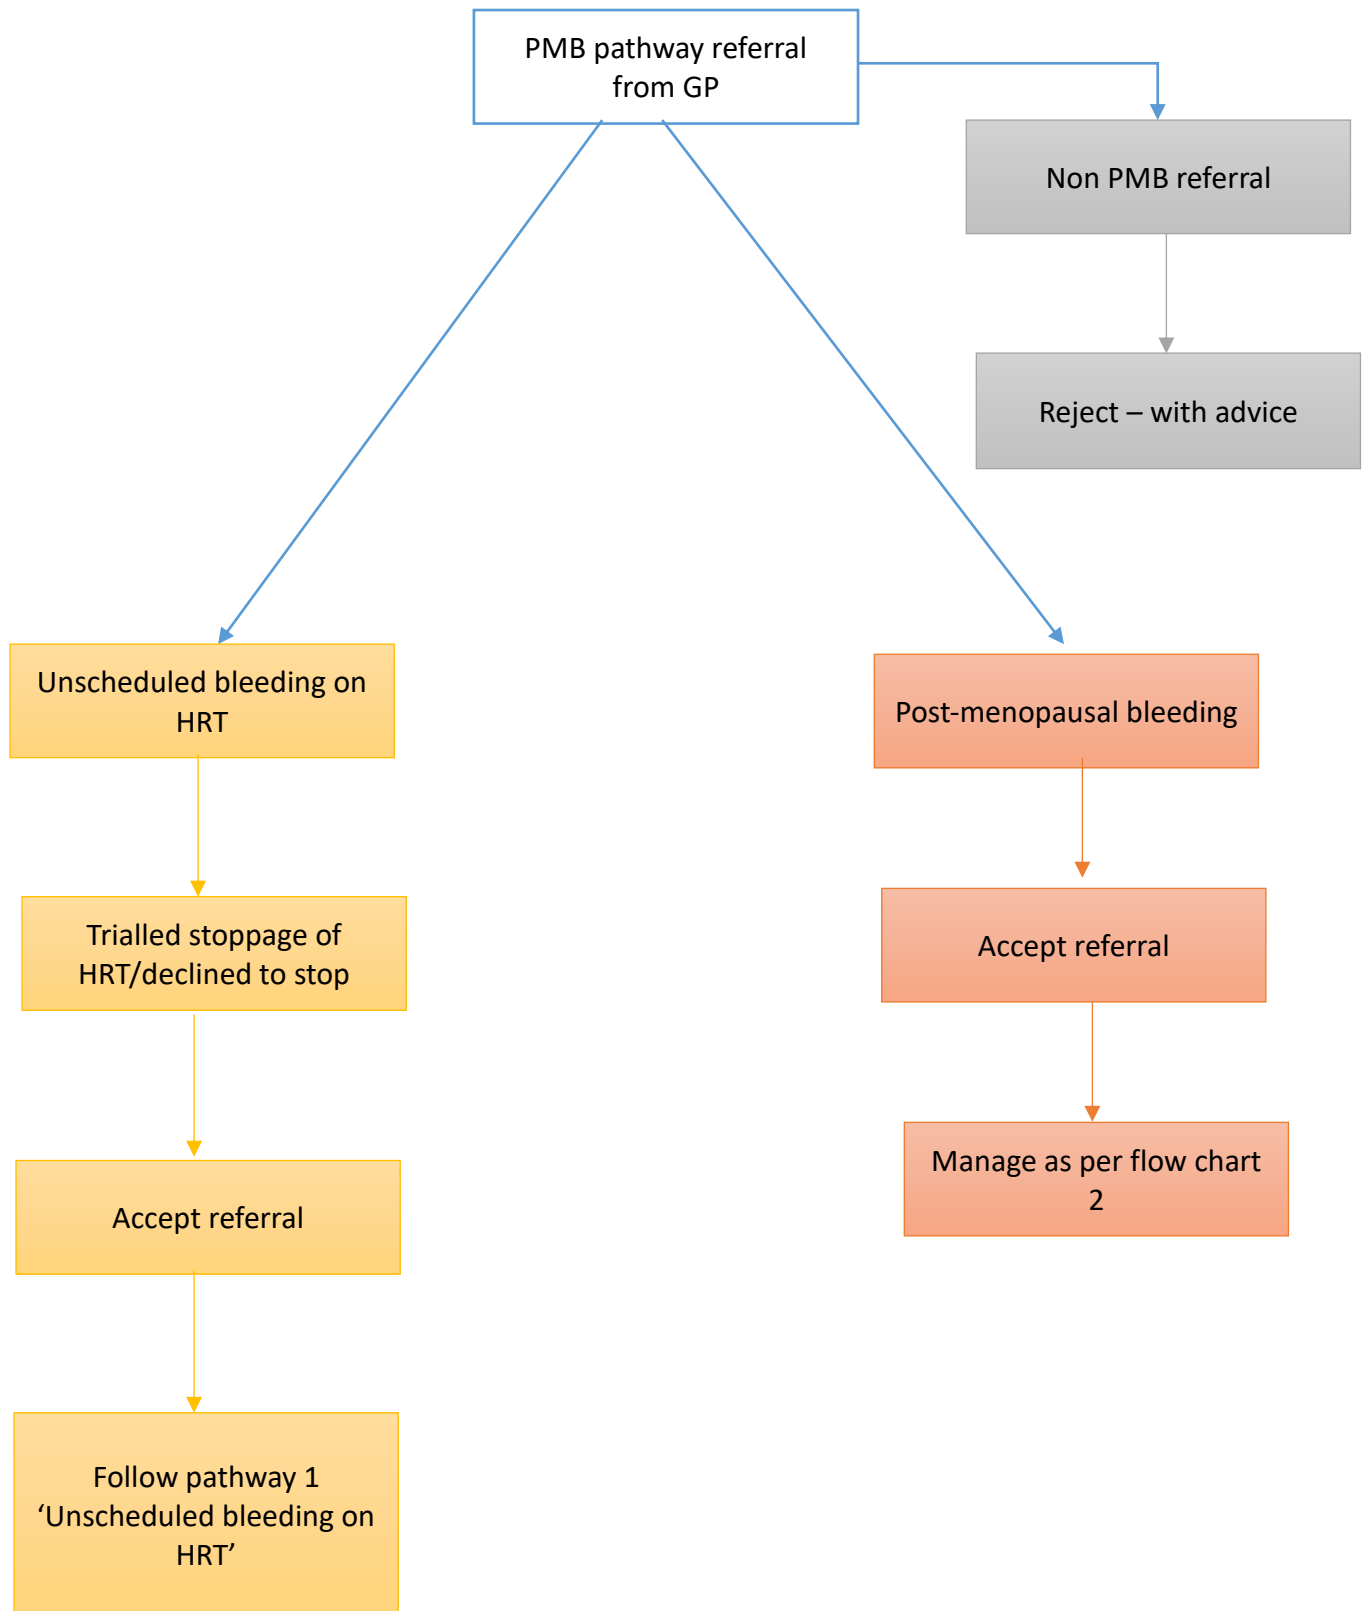 PMB pathway referral
from GP
Non PMB referral
Reject – with advice
Unscheduled bleeding on
HRT
Post-menopausal bleeding
Trialled stoppage of
HRT/declined to stop
Accept referral
Accept referral
Manage as per flow chart
2
Follow pathway 1
‘Unscheduled bleeding on
HRT’